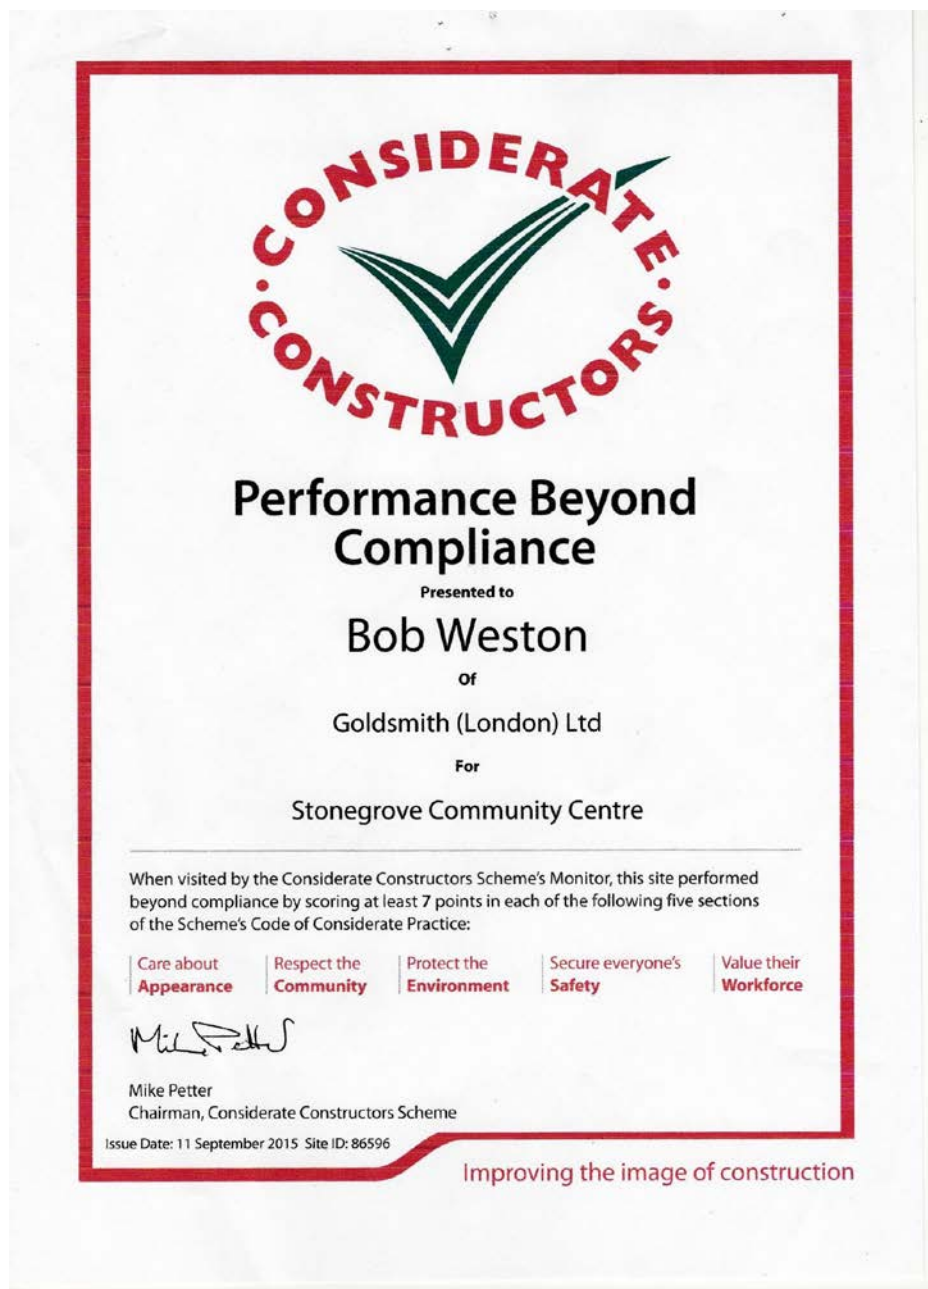 CONSIDERATE
CONSTRUCTORS
Performance Beyond
Compliance
Presented to
Bob Weston
Of
Goldsmith (London) Ltd
For
Stonegrove Community Centre
When visited by the Considerate Constructors Scheme's Monitor, this site performed
beyond compliance by scoring at least 7 points in each of the following five sections
of the Scheme's Code of Considerate Practice:
Care about
Appearance
Respect the
Community
Protect the
Environment
Secure everyone's
Safety
Value their
Workforce
Mike Petter
Mike Petter
Chairman, Considerate Constructors Scheme
Issue Date: 11 September 2015 Site ID: 86596
Improving the image of construction